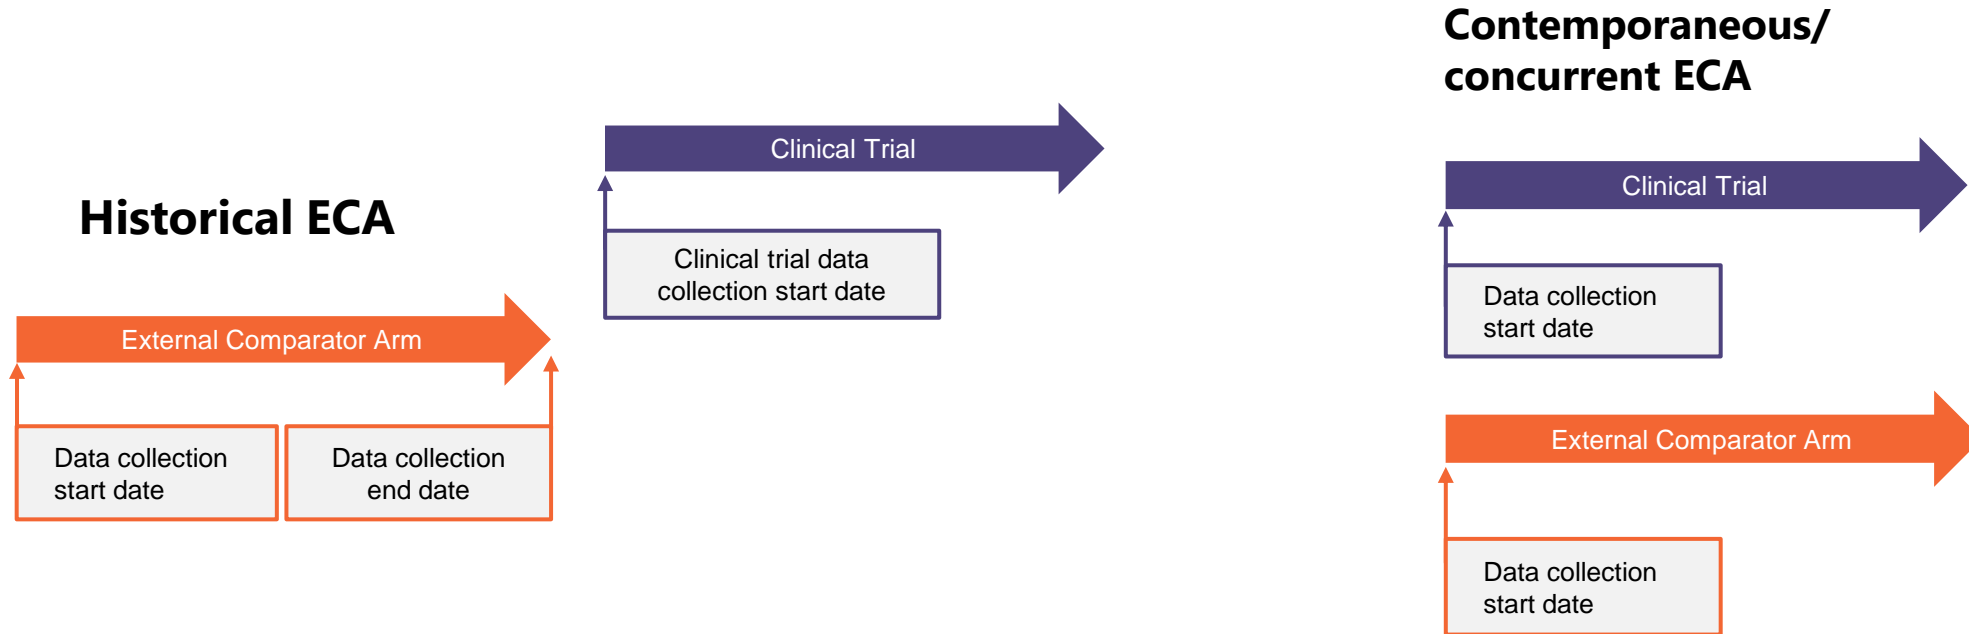 Historical ECA
External Comparator Arm
Data collection
start date
Data collection
end date
Clinical Trial
Clinical trial data
collection start date
Contemporaneous/
concurrent ECA
Clinical Trial
Data collection
start date
External Comparator Arm
Data collection
start date